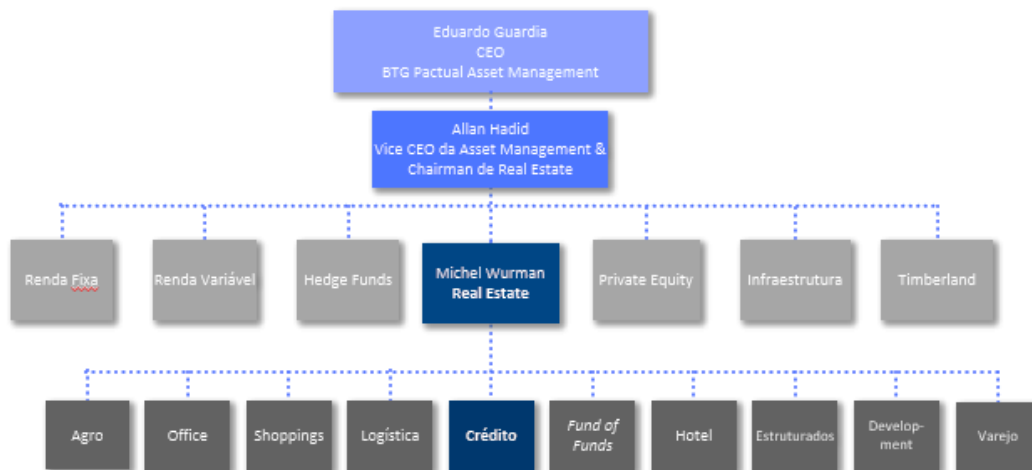 Eduardo Guardia
CEO
BTG Pactual Asset Management
Allan Hadid
Vice CEO da Asset Management &
Chairman de Real Estate
Renda Fixa
Renda Variável
Hedge Funds
Michel Wurman
Real Estate
Private Equity
Infraestrutura
Timberland
Agro
Office
Shoppings
Logística
Crédito
Fund of
Funds
Hotel
Estruturados
Develop-
ment
Varejo